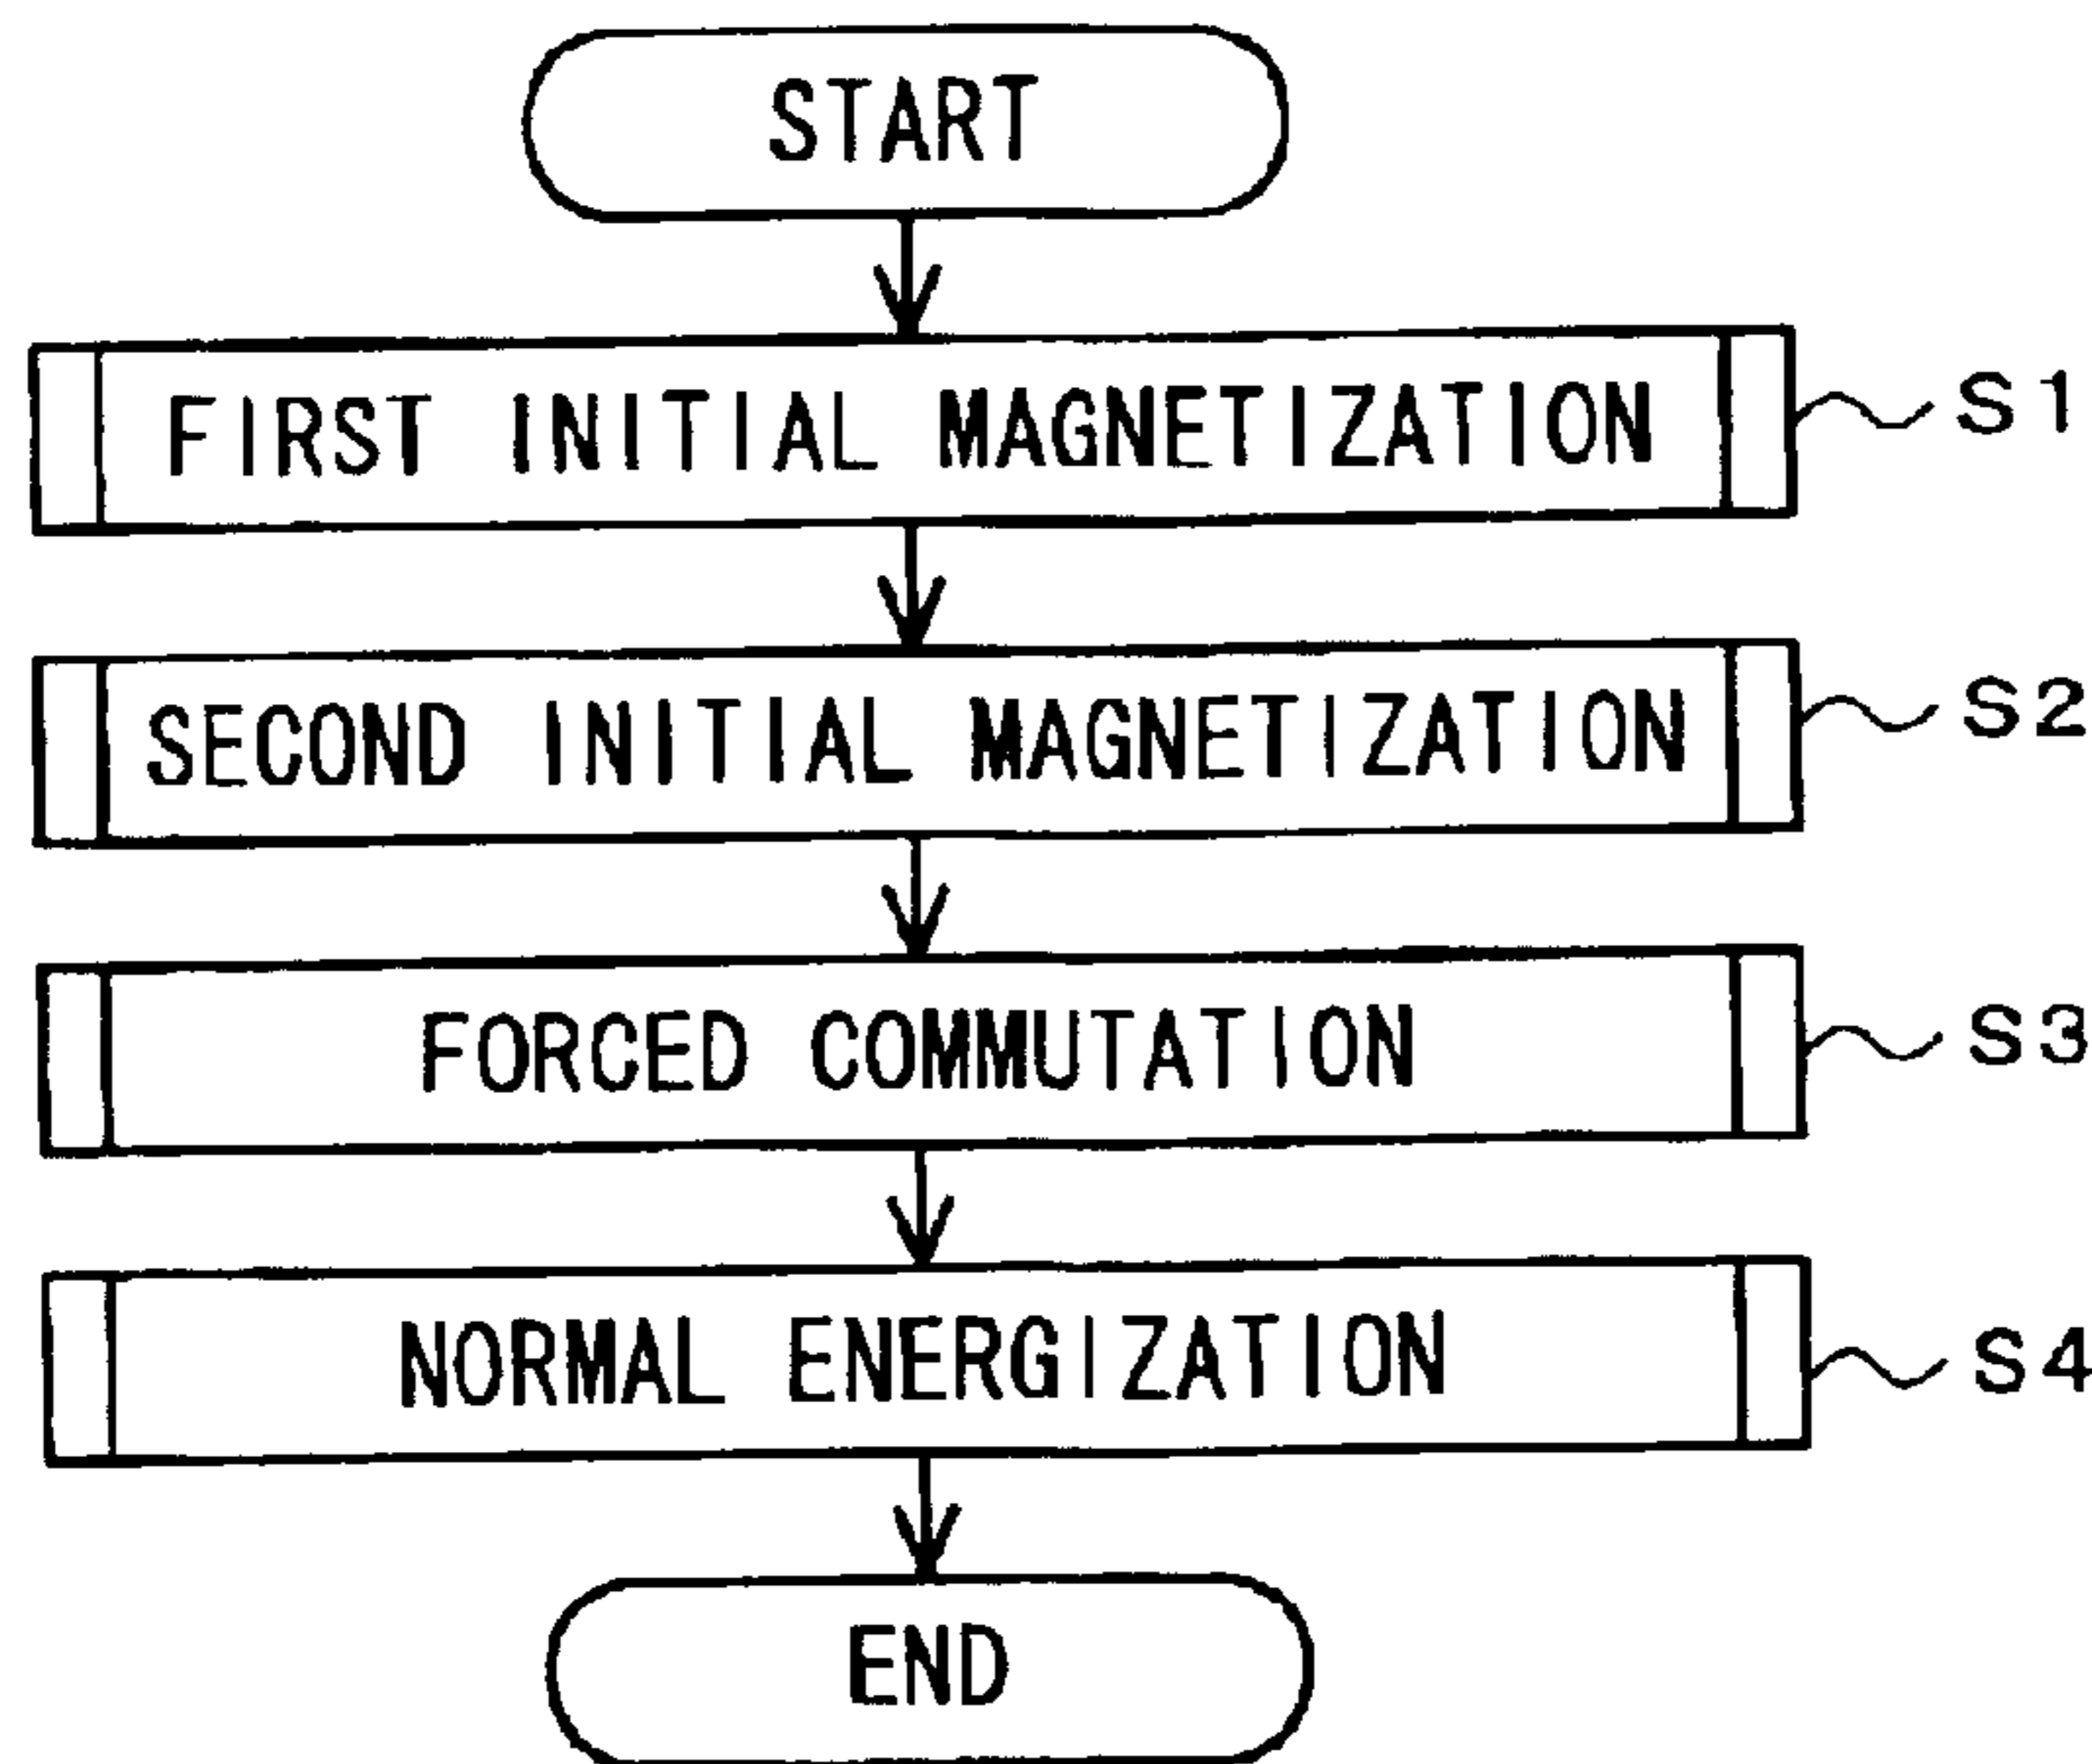 START
FIRST INITIAL MAGNETIZATION S1
SECOND INITIAL MAGNETIZATION S2
FORCED COMMUTATION S3
NORMAL ENERGIZATION S4
END